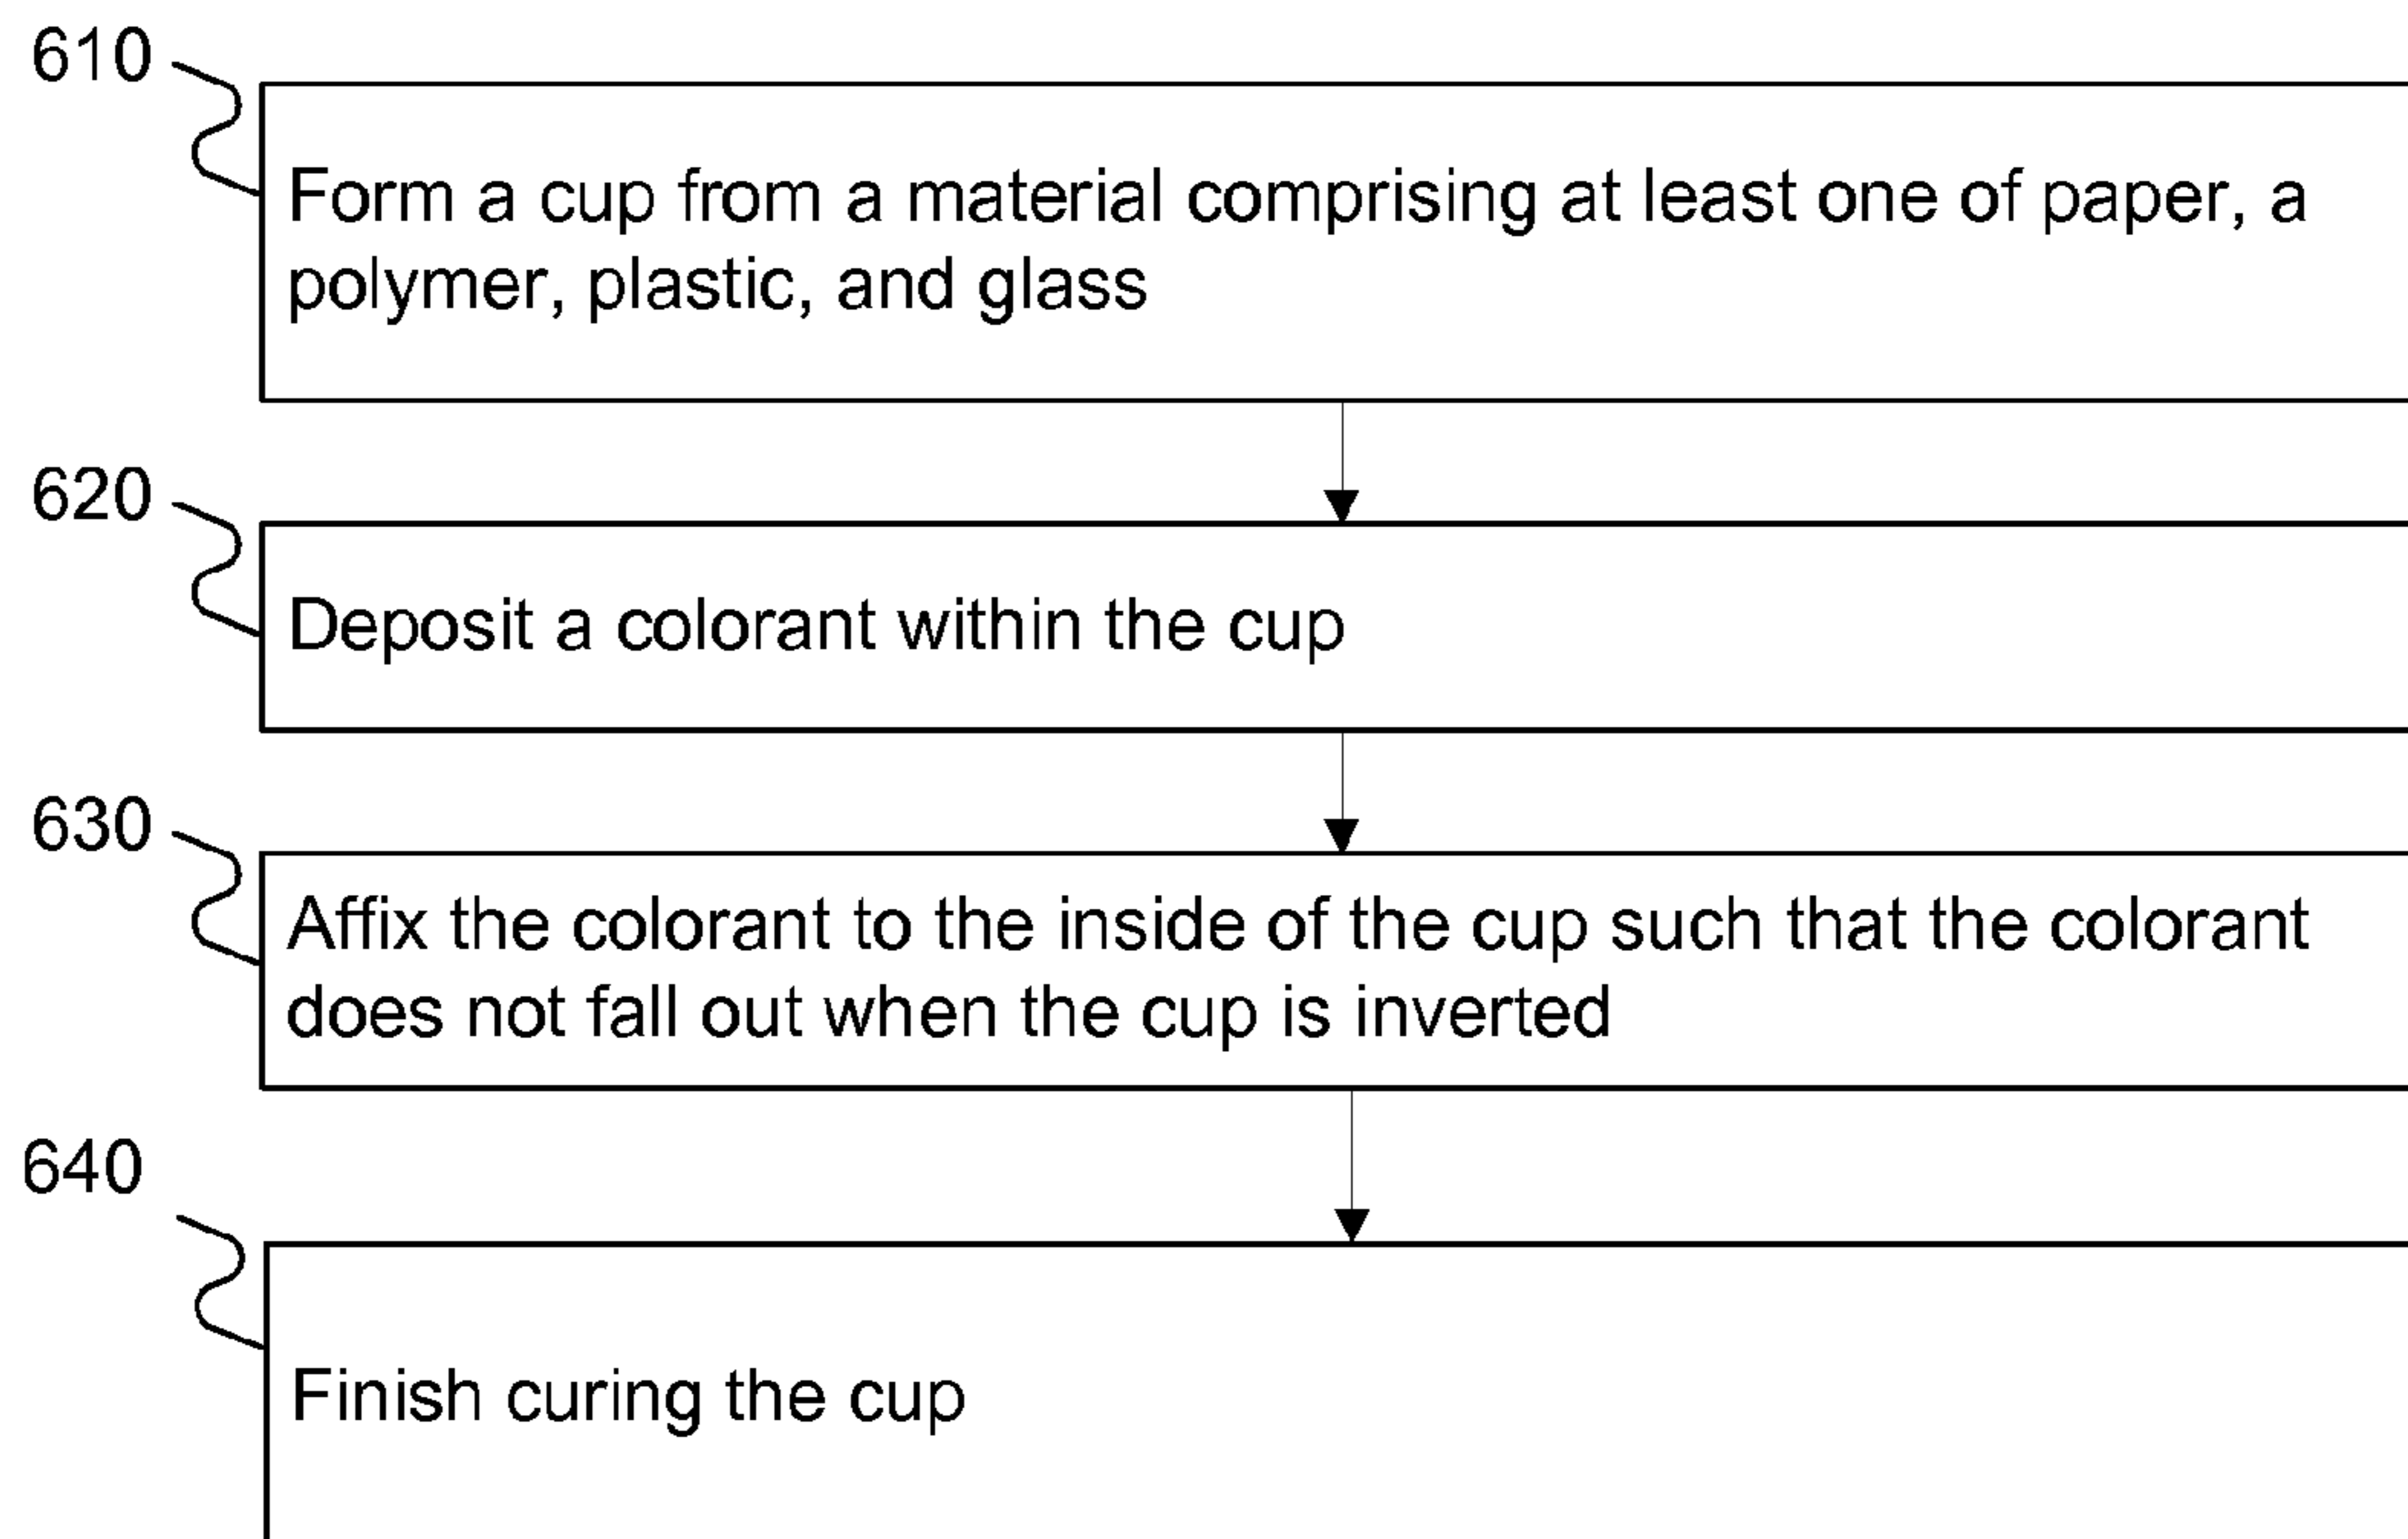 610
Form a cup from a material comprising at least one of paper, a
polymer, plastic, and glass
620
Deposit a colorant within the cup
630
Affix the colorant to the inside of the cup such that the colorant
does not fall out when the cup is inverted
640
Finish curing the cup